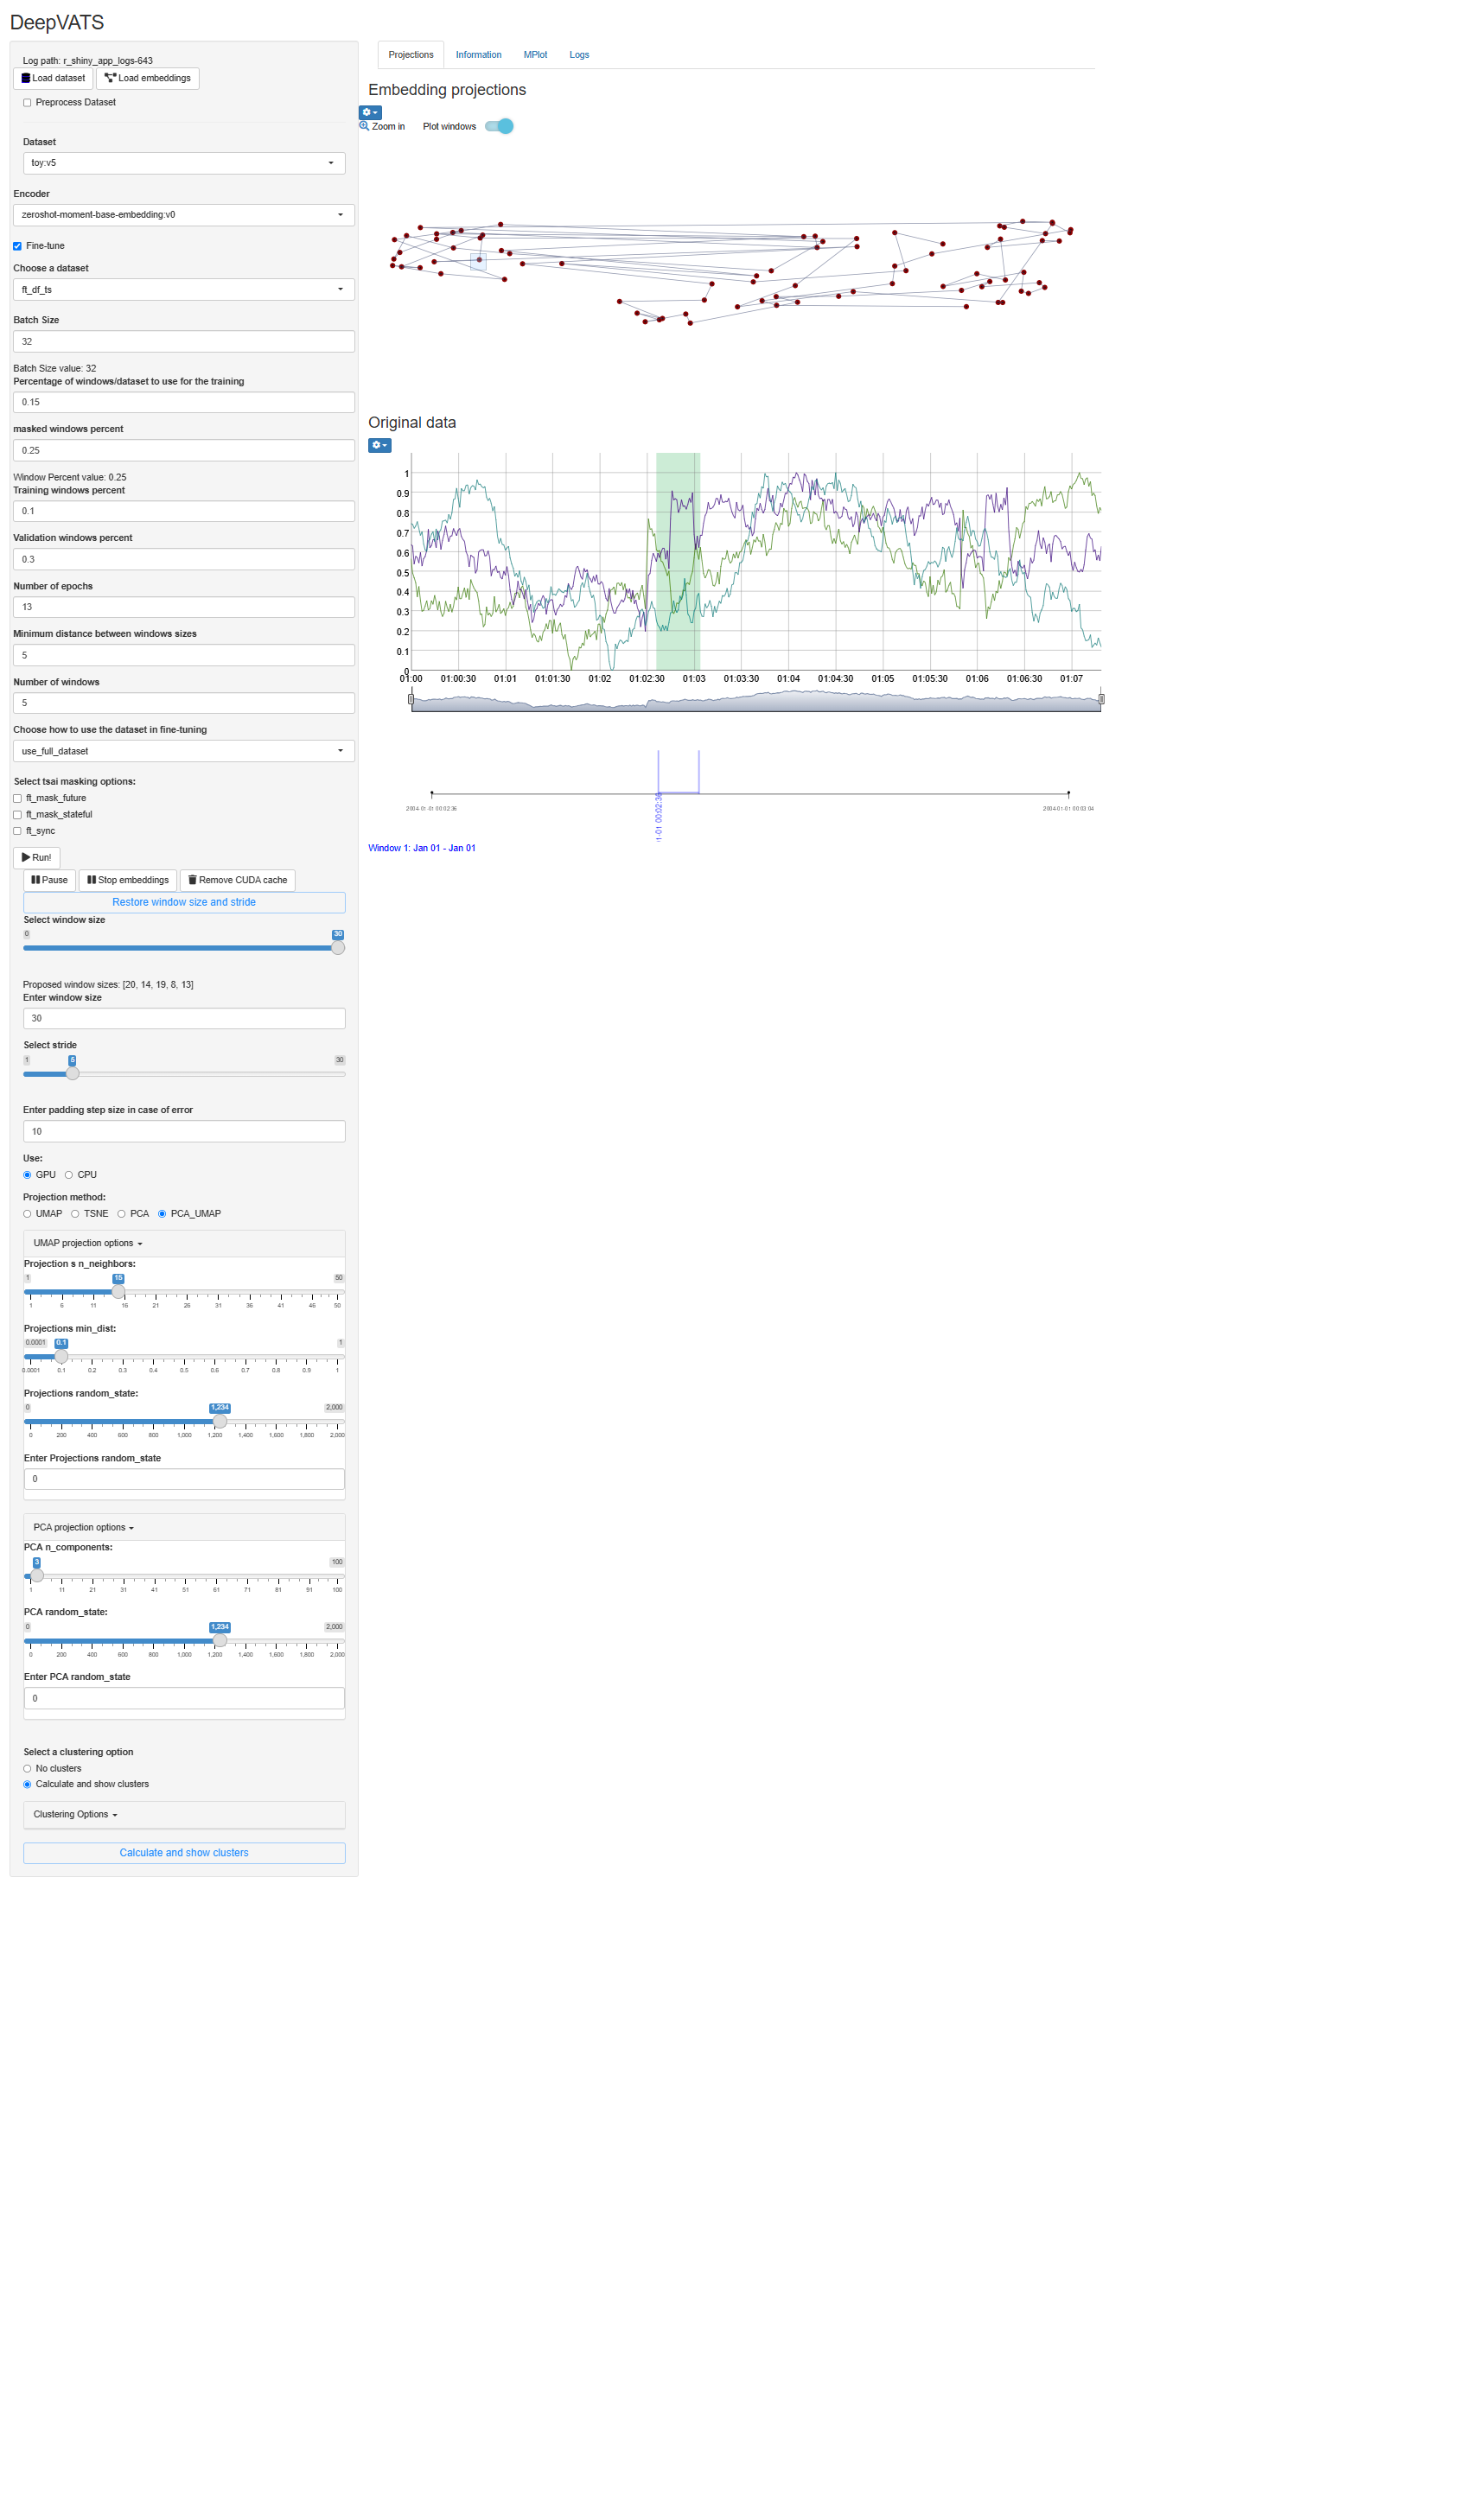 DeepVATS
Log path: r_shiny_app_logs-643
Load dataset Load embeddings
Preprocess Dataset
Dataset
toy:v5
Encoder
zeroshot-moment-base-embedding:v0
Fine-tune
Choose a dataset
ft_df_ts
Batch Size
32
Batch Size value: 32
Percentage of windows/dataset to use for the training
0.15
masked windows percent
0.25
Window Percent value: 0.25
Training windows percent
0.1
Validation windows percent
0.3
Number of epochs
13
Minimum distance between windows sizes
5
Number of windows
5
Choose how to use the dataset in fine-tuning
use_full_dataset
Select tsai masking options:
ft_mask_future
ft_mask_stateful
ft_sync
Run!
Pause Stop embeddings Remove CUDA cache
Restore window size and stride
Select window size
0 30
Proposed window sizes: [20, 14, 19, 8, 13]
Enter window size
30
Select stride
1 5 30
Enter padding step size in case of error
10
Use:
GPU CPU
Projection method:
UMAP TSNE PCA PCA_UMAP
UMAP projection options
Projection s n_neighbors:
1 15 50
1 6 11 16 21 26 31 36 41 46 50
Projections min_dist:
0.0001 0.1 1
0.0001 0.1 0.2 0.3 0.4 0.5 0.6 0.7 0.8 0.9 1
Projections random_state:
0 1,234 2,000
0 200 400 600 800 1,000 1,200 1,400 1,600 1,800 2,000
Enter Projections random_state
0
PCA projection options
PCA n_components:
3 100
1 11 21 31 41 51 61 71 81 91 100
PCA random_state:
0 1,234 2,000
0 200 400 600 800 1,000 1,200 1,400 1,600 1,800 2,000
Enter PCA random_state
0
Select a clustering option
No clusters
Calculate and show clusters
Clustering Options
Calculate and show clusters
Projections Information MPlot Logs
Embedding projections
Zoom in Plot windows
Original data
1
0.9
0.8
0.7
0.6
0.5
0.4
0.3
0.2
0.1
0
01:00 01:00:30 01:01 01:01:30 01:02 01:02:30 01:03 01:03:30 01:04 01:04:30 01:05 01:05:30 01:06 01:06:30 01:07
2004-01-01 00:02:36 2004-01-01 00:03:04
Window 1: Jan 01 - Jan 01